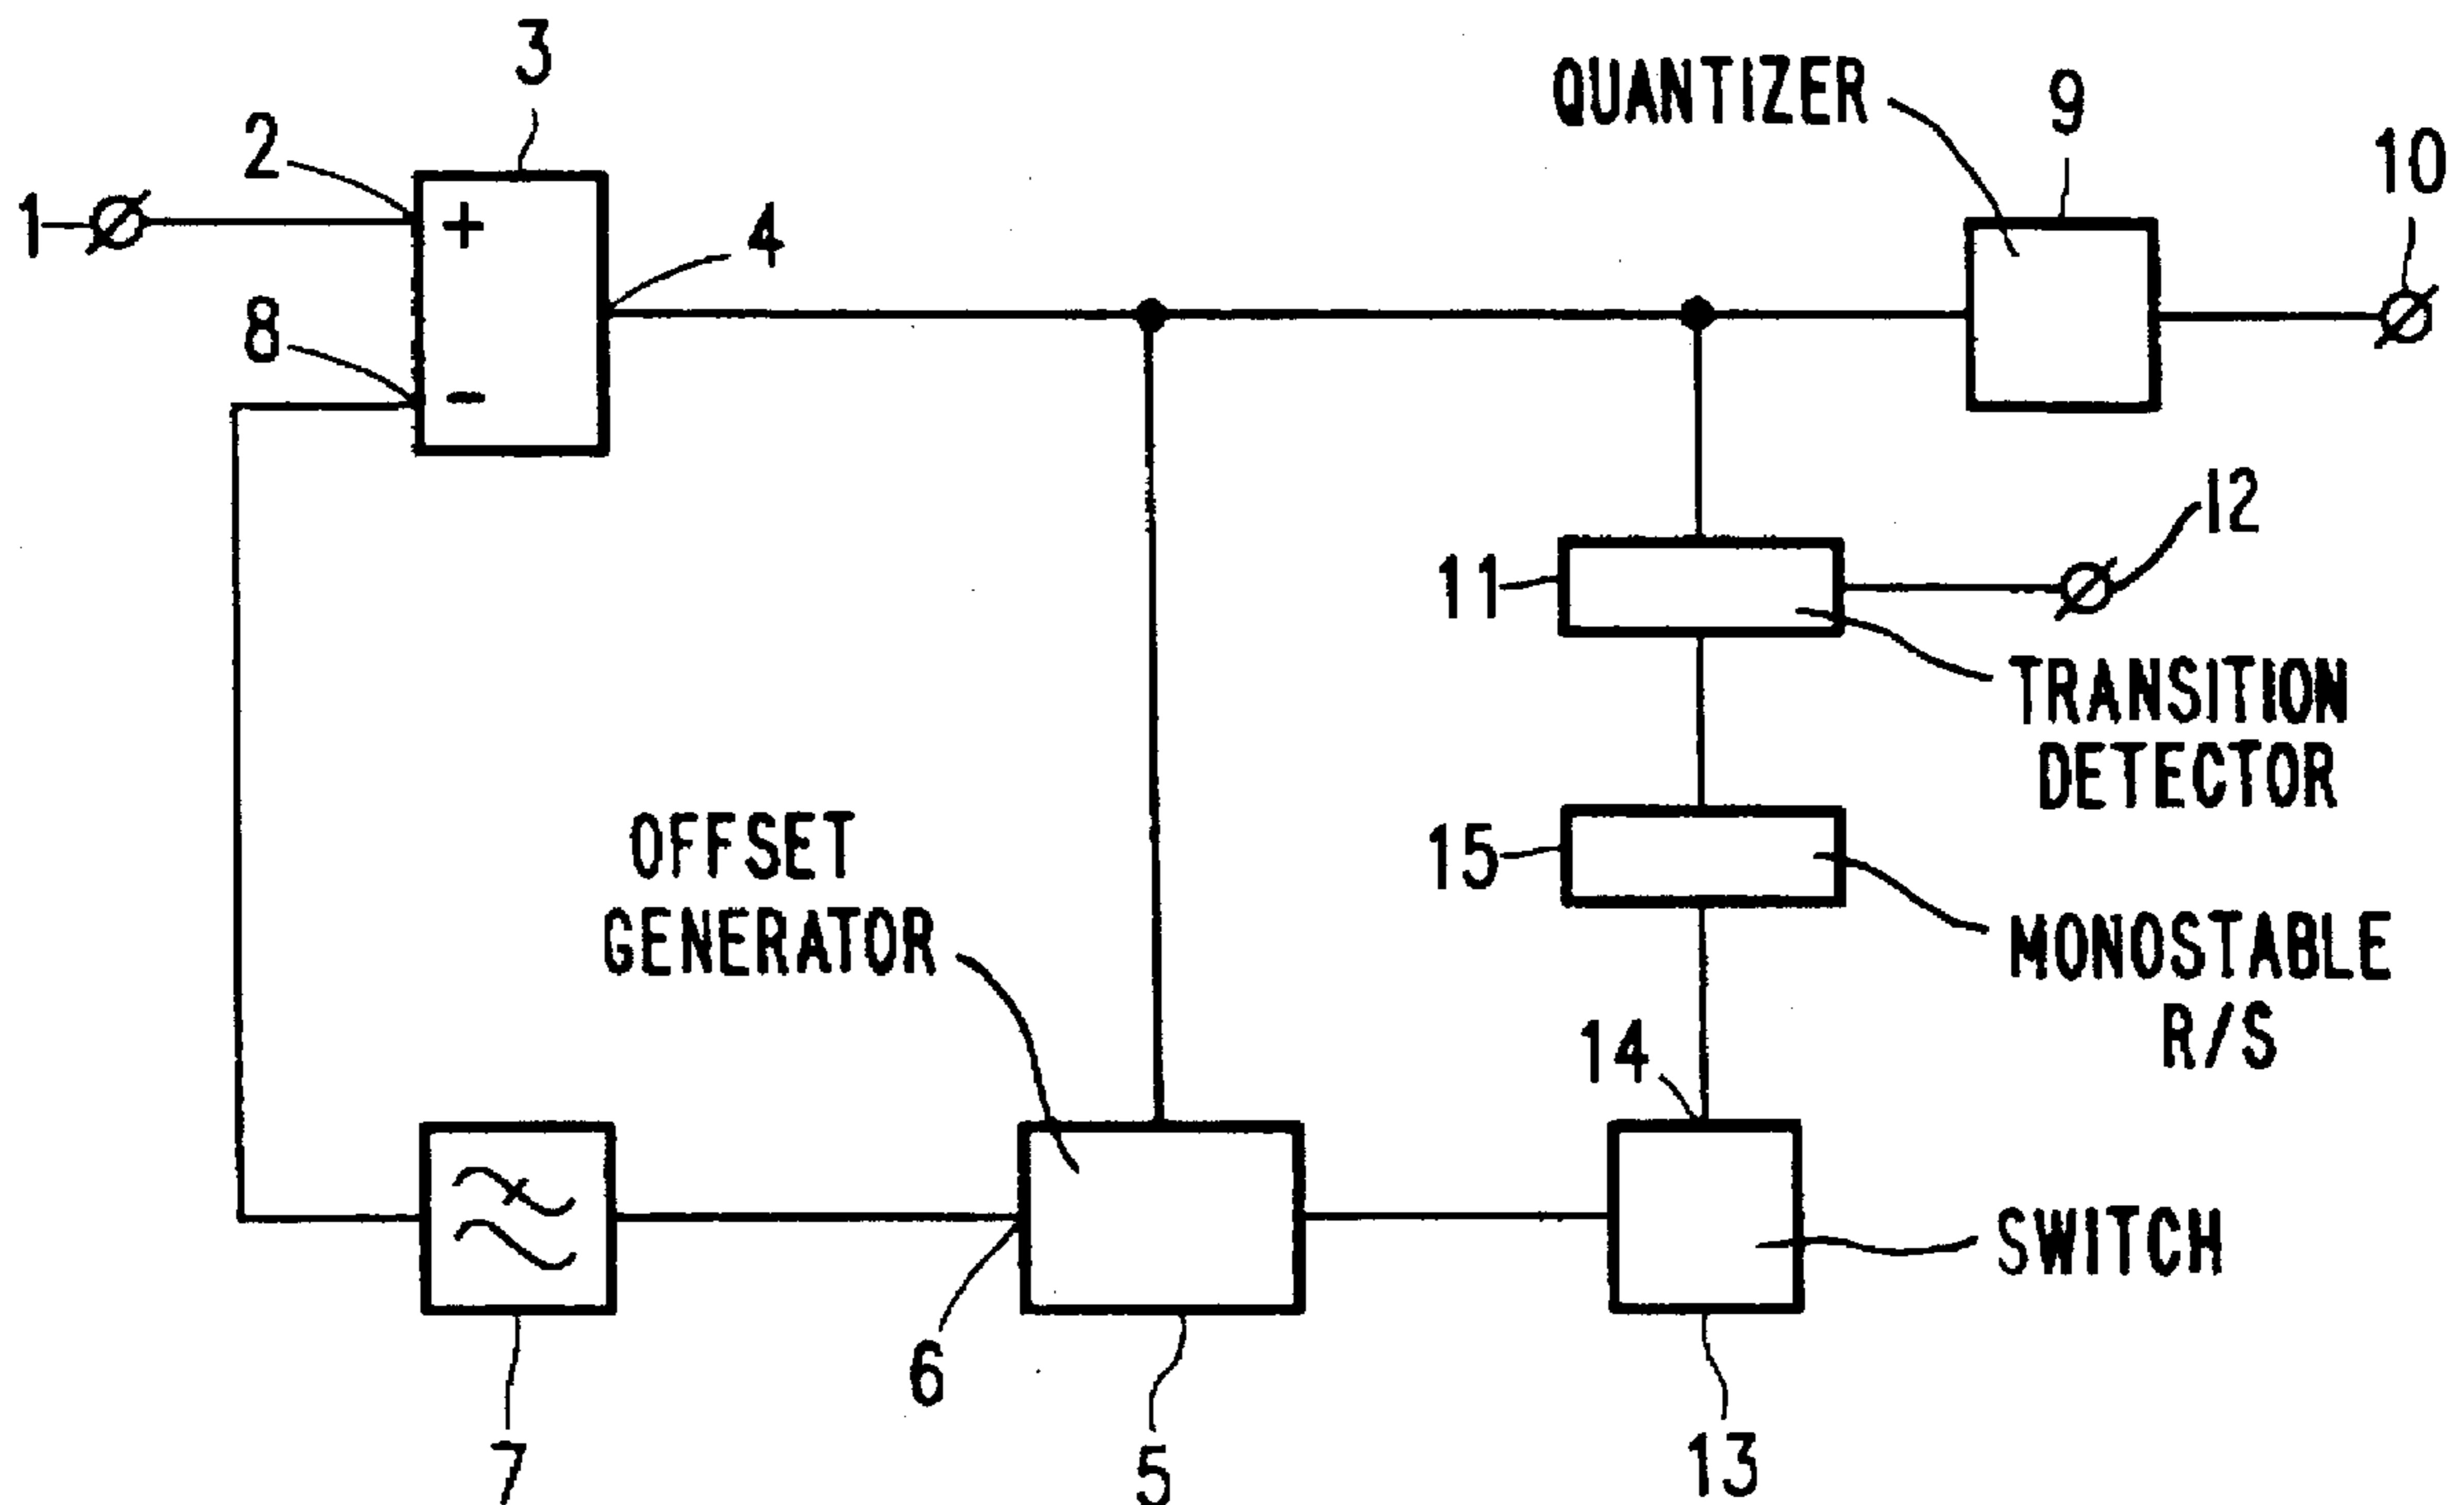 3
QUANTIZER
9
10
2
1
+
4
8
-
12
11
TRANSITION
DETECTOR
OFFSET
GENERATOR
15
MONOSTABLE
R/S
14
SWITCH
6
7
5
13